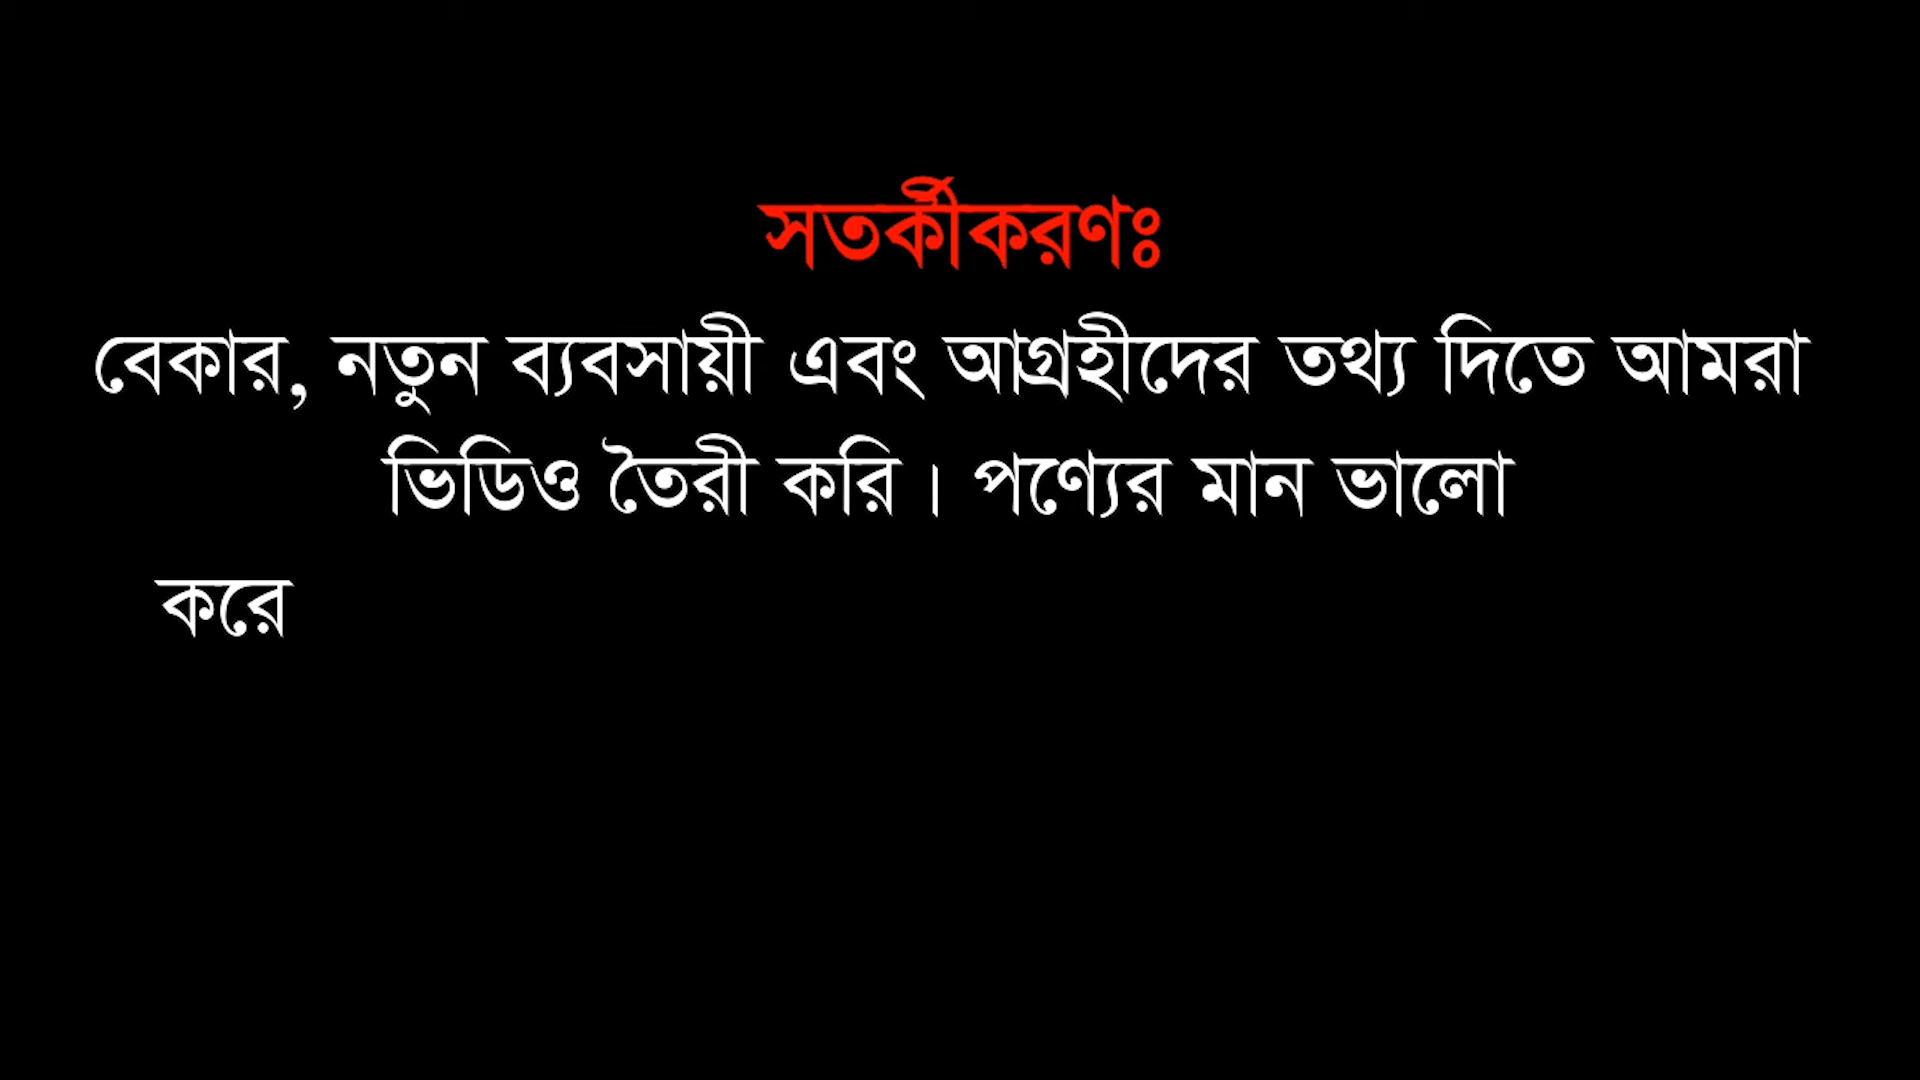 সতর্কীকরণঃ
বেকার, নতুন ব্যবসায়ী এবং আগ্রহীদের তথ্য দিতে আমরা
ভিডিও তৈরী করি। পণ্যের মান ভালো
করে